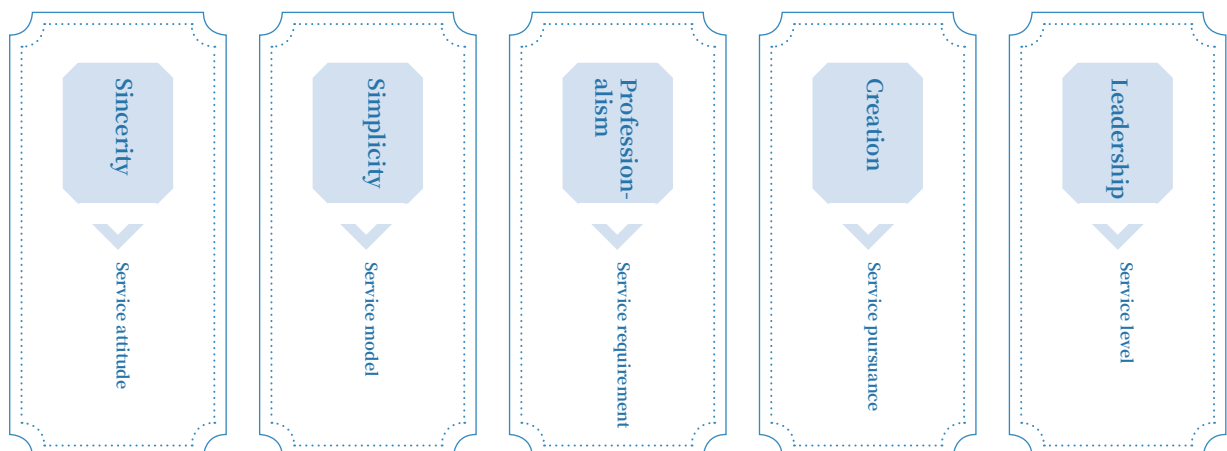 Sincerity
Service attitude
Simplicity
Service model
Profession-
alism
Service requirement
Creation
Service pursuance
Leadership
Service level